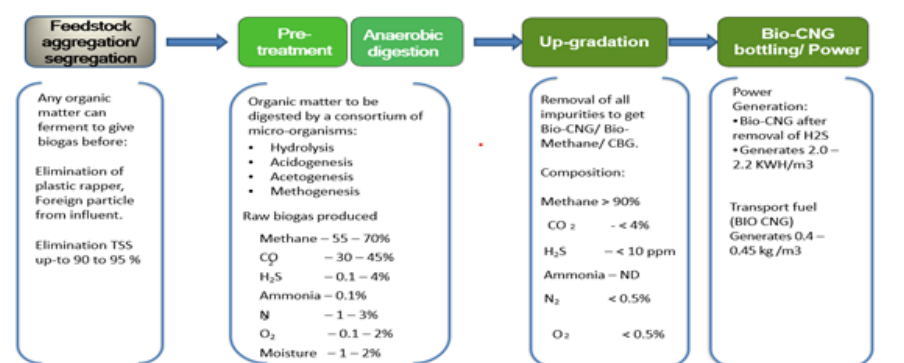 Feedstock
aggregation/
segregation
Pre-
treatment
Anaerobic
digestion
Up-gradation
Bio-CNG
bottling/ Power
Any organic
matter can
ferment to give
biogas before:
Elimination of
plastic rapper,
Foreign particle
from influent.
Elimination TSS
up-to 90 to 95 %
Organic matter to be
digested by a consortium of
micro-organisms:
• Hydrolysis
• Acidogenesis
• Acetogenesis
• Methogenesis
Raw biogas produced
Methane – 55 – 70%
CO2 – 30 – 45%
H₂S – 0.1 – 4%
Ammonia – 0.1%
N2 – 1 – 3%
O₂ – 0.1 – 2%
Moisture – 1 – 2%
Removal of all
impurities to get
Bio-CNG/ Bio-
Methane/ CBG.
Composition:
Methane > 90%
CO ₂ - < 4%
H₂S – < 10 ppm
Ammonia – ND
N₂ < 0.5%
O₂ < 0.5%
Power
Generation:
•Bio-CNG after
removal of H2S
•Generates 2.0 –
2.2 KWH/m3
Transport fuel
(BIO CNG)
Generates 0.4 –
0.45 kg /m3